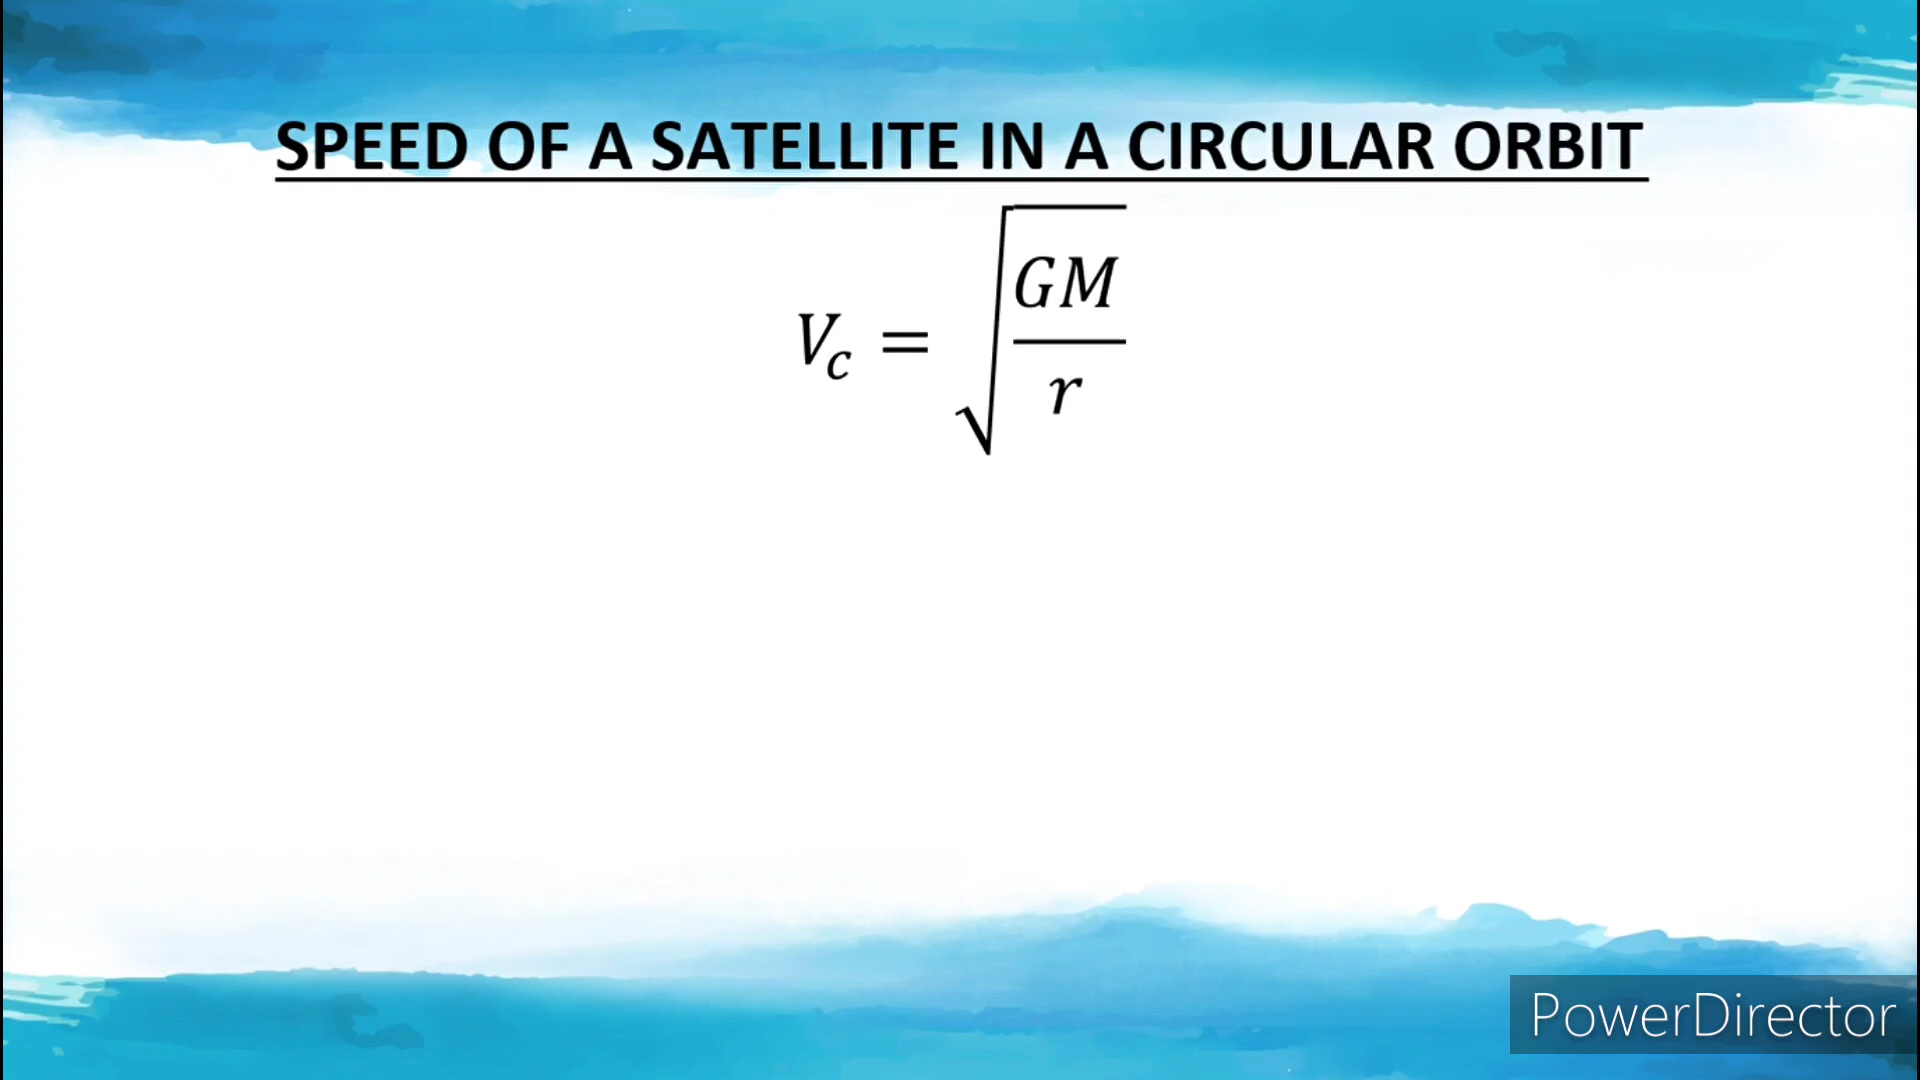 SPEED OF A SATELLITE IN A CIRCULAR ORBIT
V_c = √(GM/r)
PowerDirector